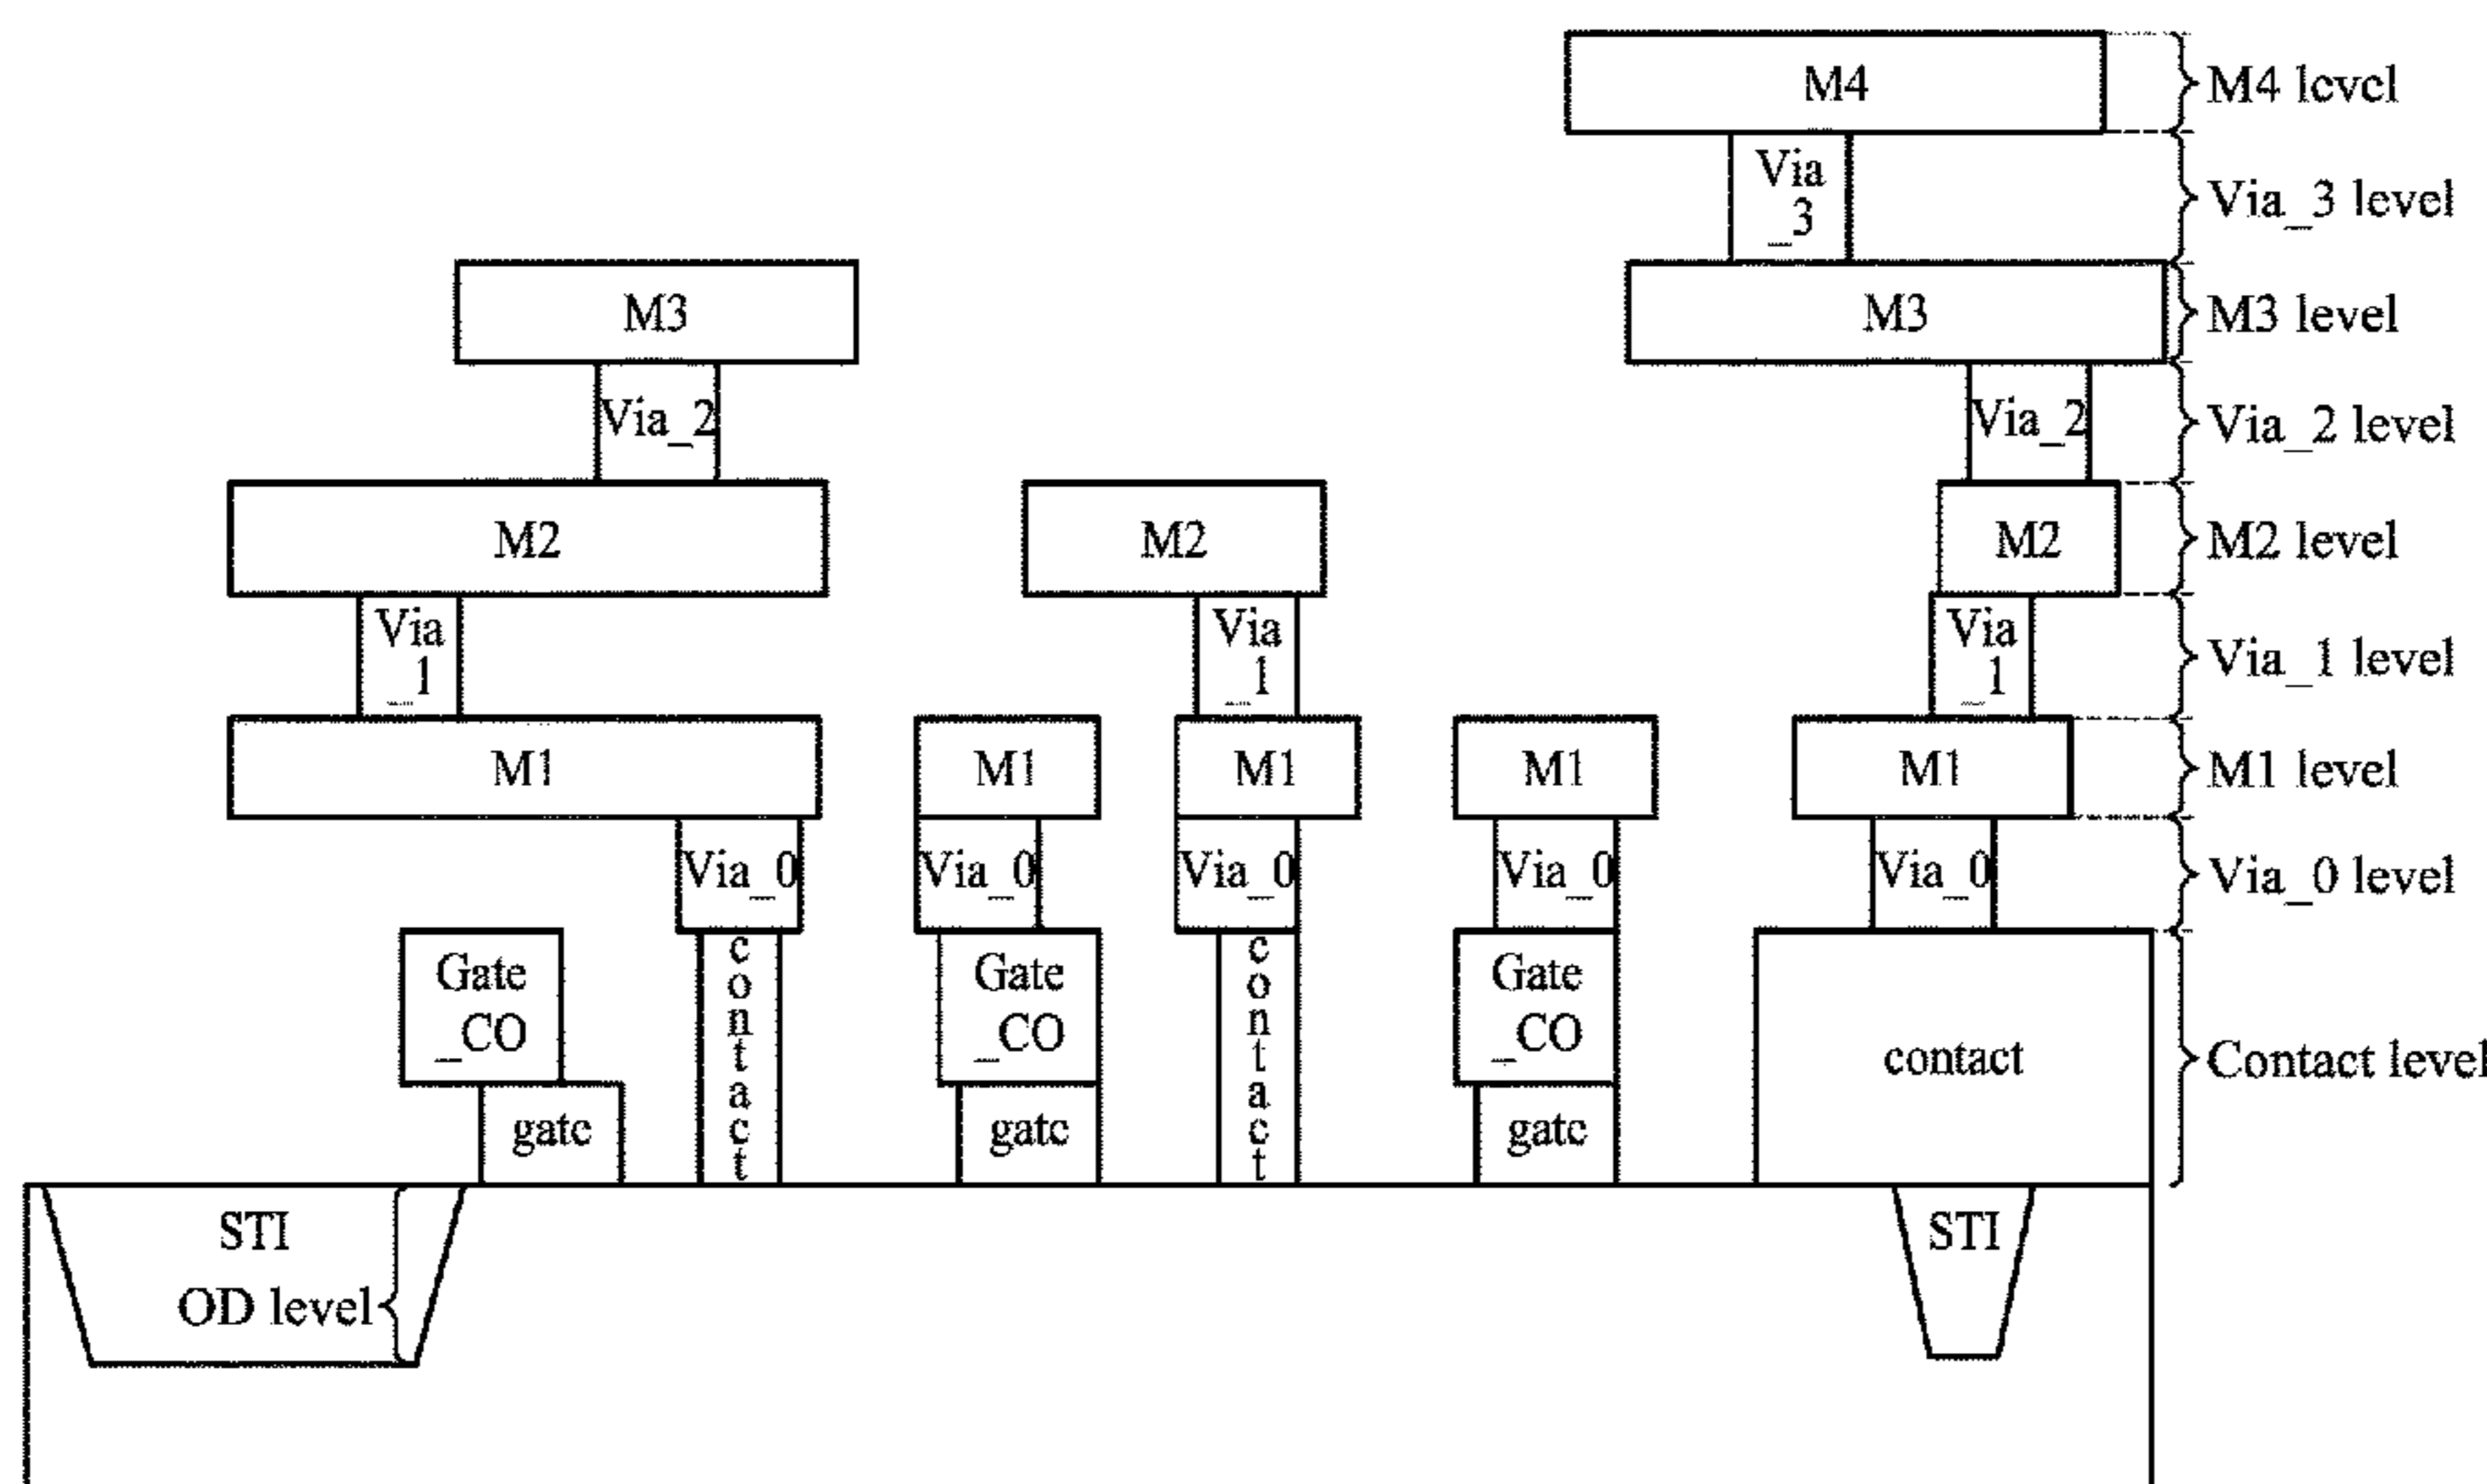 M4
M4 level
Via
_3
Via_3 level
M3
M3
M3 level
Via_2
Via_2
Via_2 level
M2
M2
M2
M2 level
Via
_1
Via
_1
Via
_1
Via_1 level
M1
M1
M1
M1
M1
M1 level
Via_0
Via_0
Via_0
Via_0
Via_0
Via_0 level
Gate
_CO
contact
Gate
_CO
contact
Gate
_CO
contact
Contact level
gate
gate
gate
STI
OD level
STI